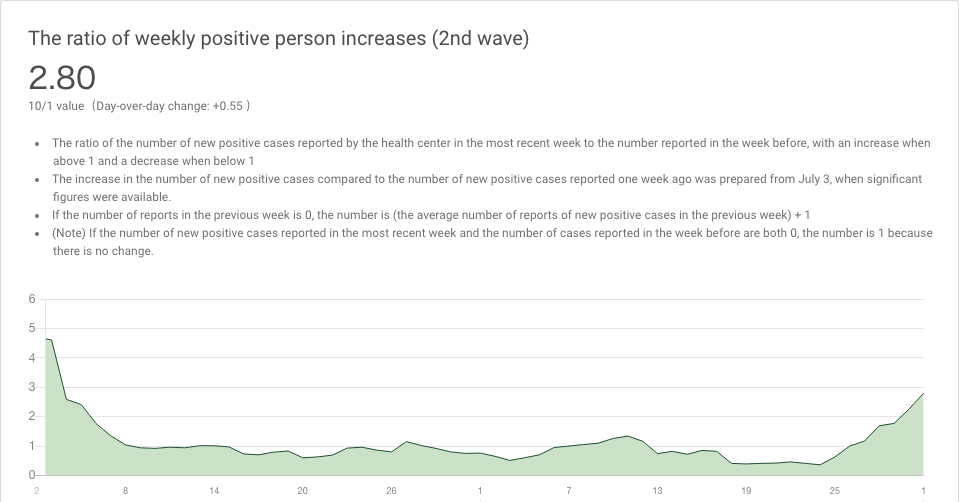 The ratio of weekly positive person increases (2nd wave)
2.80
10/1 value （Day-over-day change: +0.55 ）
• The ratio of the number of new positive cases reported by the health center in the most recent week to the number reported in the week before, with an increase when
above 1 and a decrease when below 1
• The increase in the number of new positive cases compared to the number of new positive cases reported one week ago was prepared from July 3, when significant
figures were available.
• If the number of reports in the previous week is 0, the number is (the average number of reports of new positive cases in the previous week) + 1
• (Note) If the number of new positive cases reported in the most recent week and the number of cases reported in the week before are both 0, the number is 1 because
there is no change.
6
5
4
3
2
1
0
2 8 14 20 26 1 7 13 19 25 1